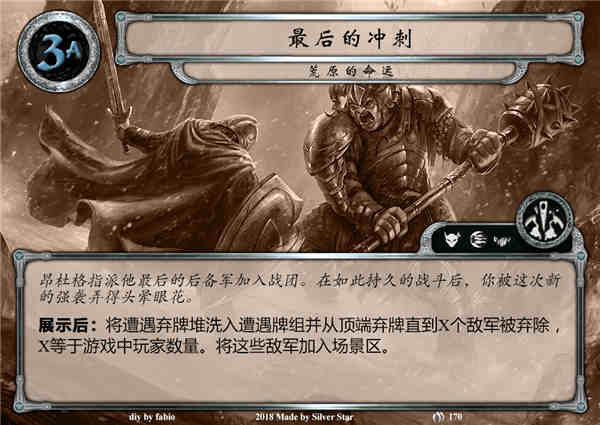 3A
最后的冲刺
荒原的命运
昂杜格指派他最后的后备军加入战团。在如此持久的战斗后，你被这次新
的强袭弄得头晕眼花。
展示后：将遭遇弃牌堆洗入遭遇牌组并从顶端弃牌直到X个敌军被弃除，
X等于游戏中玩家数量。将这些敌军加入场景区。
diy by fabio
2018 Made by Silver Star
170